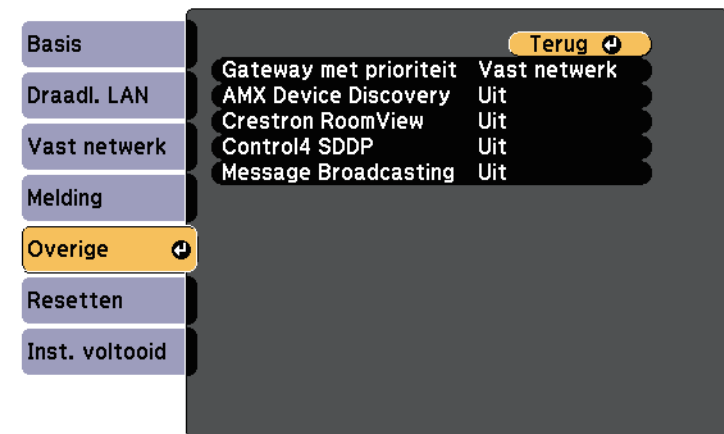 Basis
Draadl. LAN
Vast netwerk
Melding
Overige
Resetten
Inst. voltooid
Terug
Gateway met prioriteit Vast netwerk
AMX Device Discovery Uit
Crestron RoomView Uit
Control4 SDDP Uit
Message Broadcasting Uit